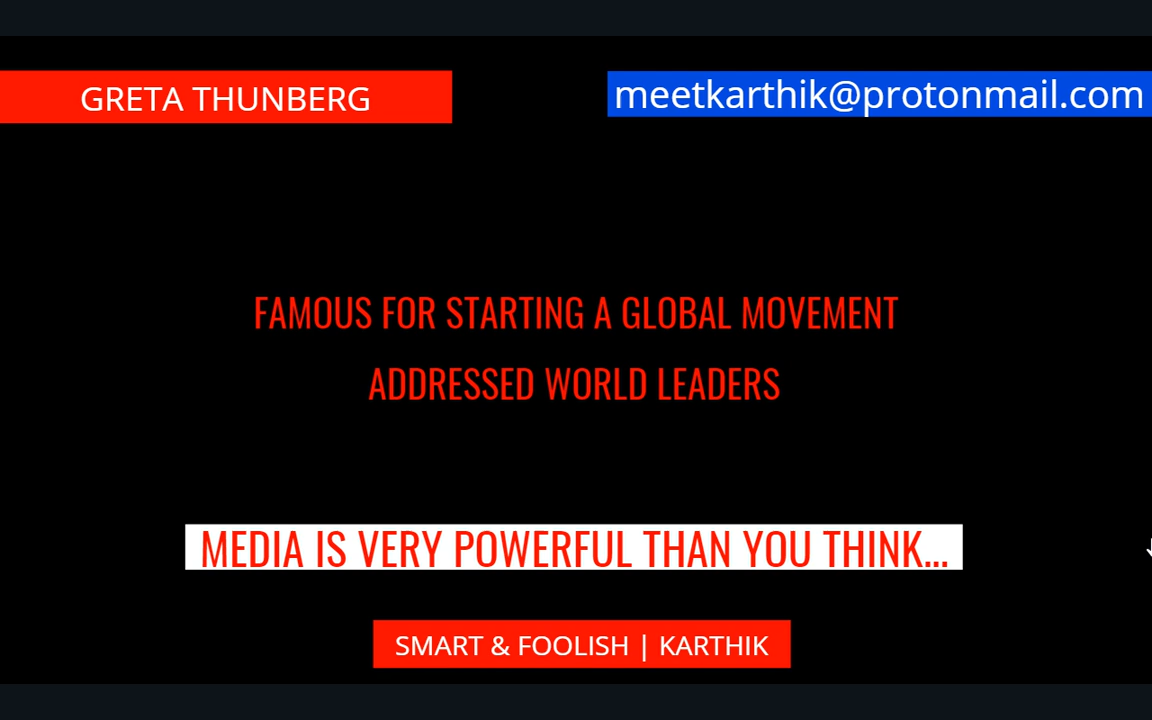 GRETA THUNBERG
meetkarthik@protonmail.com
FAMOUS FOR STARTING A GLOBAL MOVEMENT
ADDRESSED WORLD LEADERS
MEDIA IS VERY POWERFUL THAN YOU THINK...
SMART & FOOLISH | KARTHIK